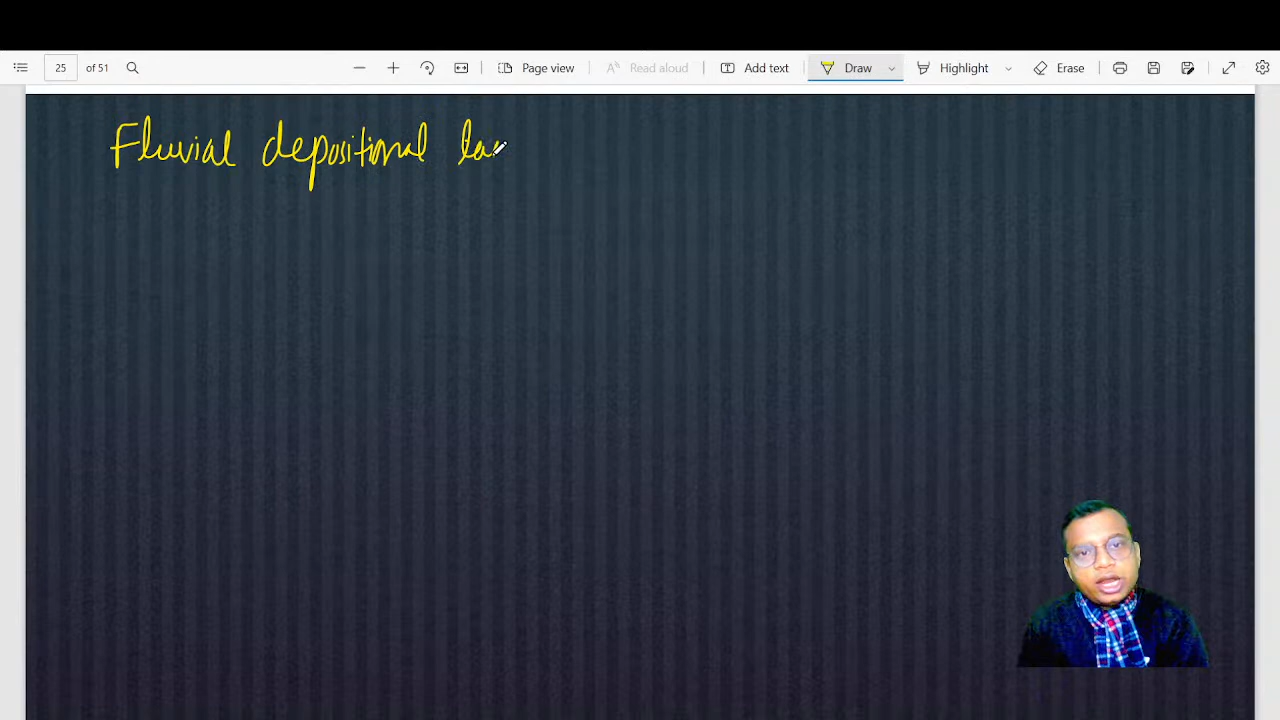 25 of 51 Page view Read aloud Add text Draw Highlight Erase
Fluvial depositional la